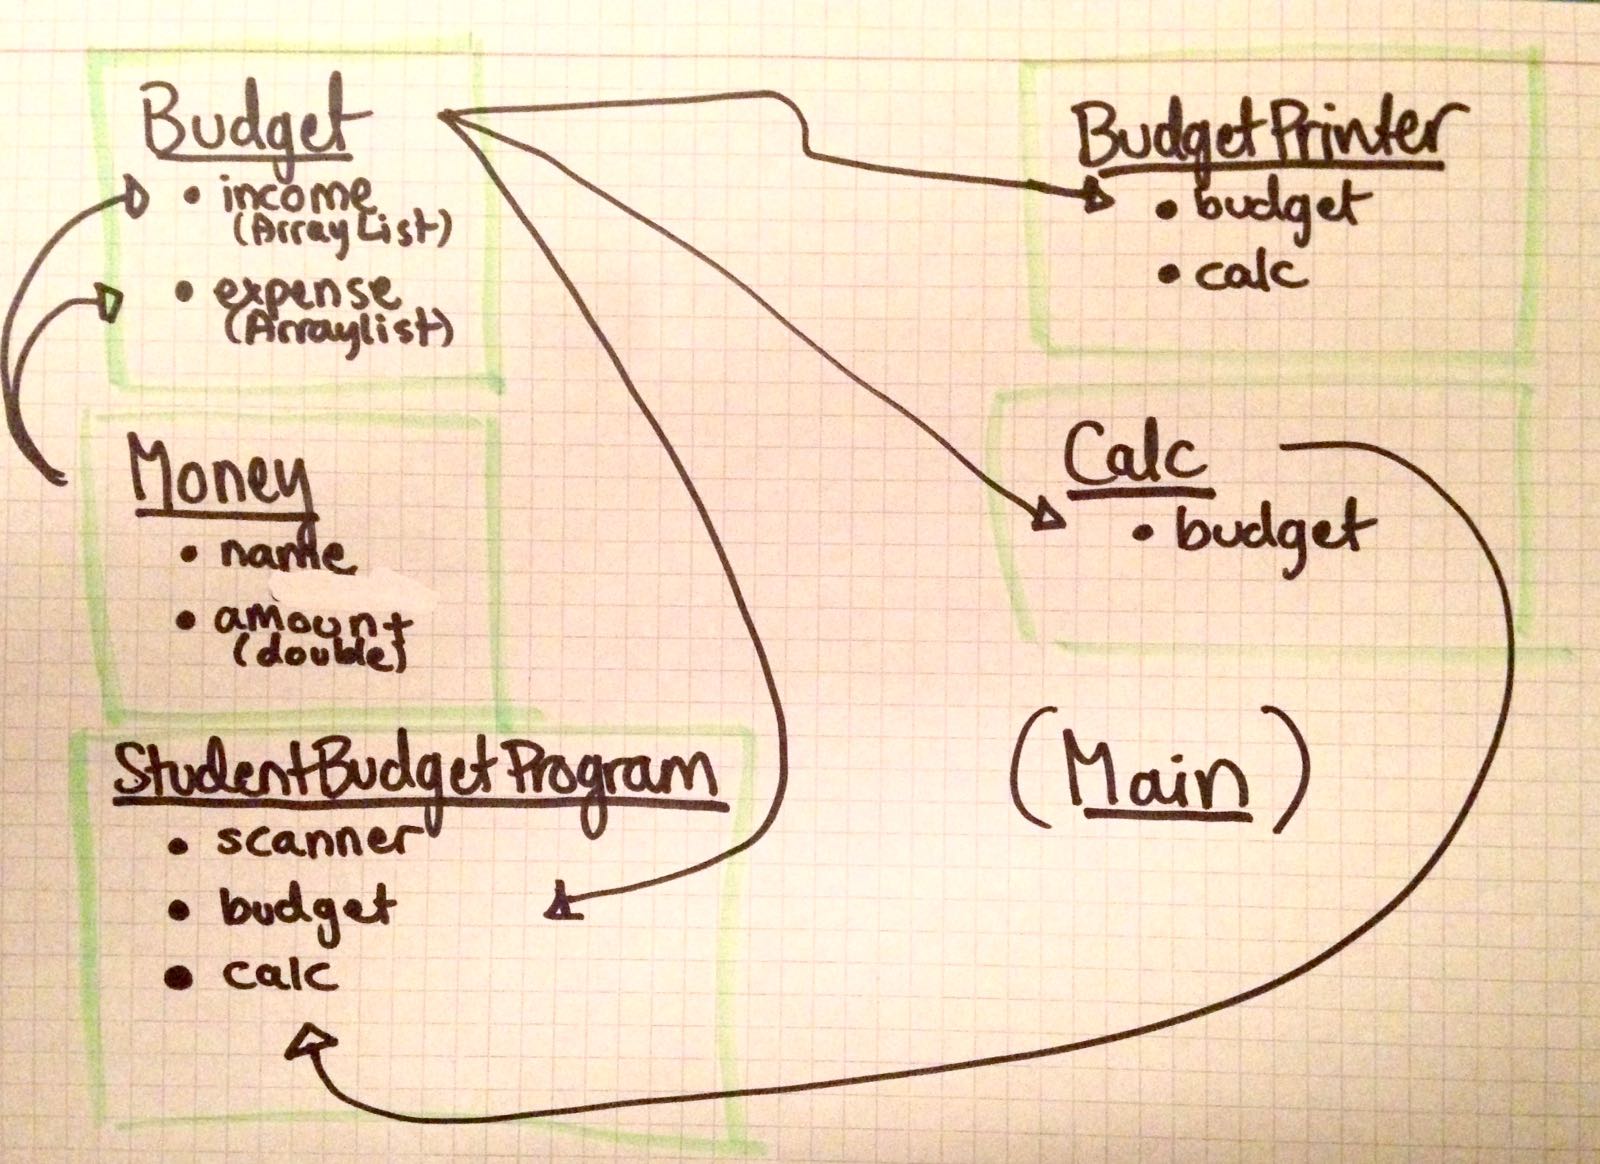 Budget
• income
(ArrayList)
• expense
(Arraylist)
Money
• name
• amount
(double)
StudentBudgetProgram
• scanner
• budget
• calc
BudgetPrinter
• budget
• calc
Calc
• budget
(Main)